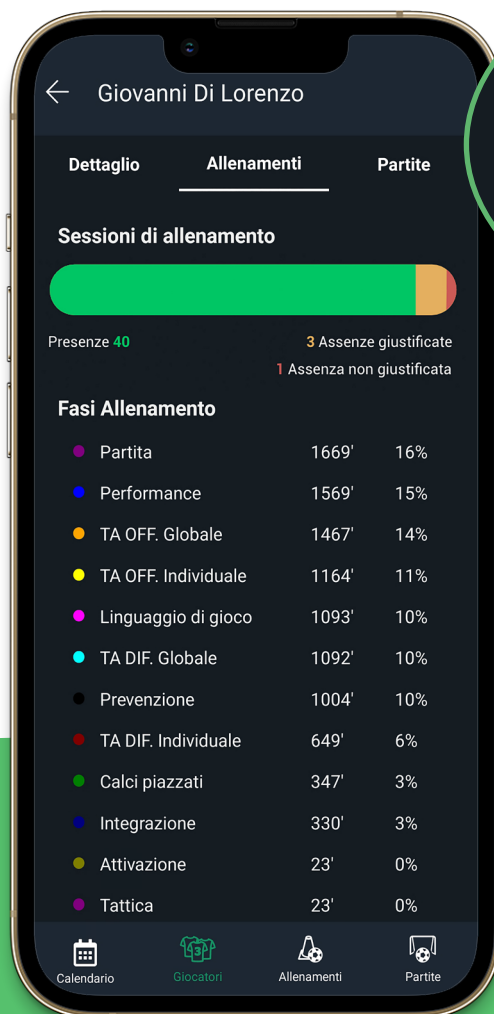 Giovanni Di Lorenzo
Dettaglio Allenamenti Partite
Sessioni di allenamento
Presenze 40 3 Assenze giustificate
1 Assenza non giustificata
Fasi Allenamento
Partita 1669' 16%
Performance 1569' 15%
TA OFF. Globale 1467' 14%
TA OFF. Individuale 1164' 11%
Linguaggio di gioco 1093' 10%
TA DIF. Globale 1092' 10%
Prevenzione 1004' 10%
TA DIF. Individuale 649' 6%
Calci piazzati 347' 3%
Integrazione 330' 3%
Attivazione 23' 0%
Tattica 23' 0%
3
Calendario Giocatori Allenamenti Partite